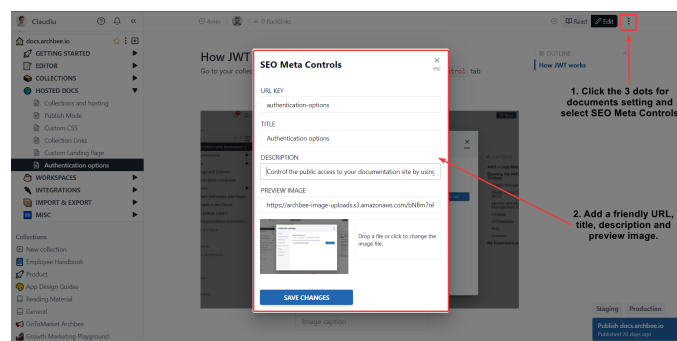 Claudiu
4min
0 Backlinks
Read
Edit
docs.archbee.io
GETTING STARTED
EDITOR
COLLECTIONS
HOSTED DOCS
Collections and hosting
Publish Mode
Custom CSS
Collection Links
Custom Landing Page
Authentication options
WORKSPACES
INTEGRATIONS
IMPORT & EXPORT
MISC
Collections
New collection
Employee Handbook
Product
App Design Guides
Reading Material
General
GoToMarket Archbee
Growth Marketing Playground
How JWT
Go to your collec
ntrol tab:
SEO Meta Controls
esc
URL KEY
authentication-options
TITLE
Authentication options
DESCRIPTION
Control the public access to your documentation site by using
PREVIEW IMAGE
https://archbee-image-uploads.s3.amazonaws.com/bN8m7nF
Drop a file or click to change the
image file.
SAVE CHANGES
Image caption
OUTLINE
How JWT works
1. Click the 3 dots for
documents setting and
select SEO Meta Controls
2. Add a friendly URL,
title, description and
preview image.
Staging
Production
Publish docs.archbee.io
Published 20 days ago